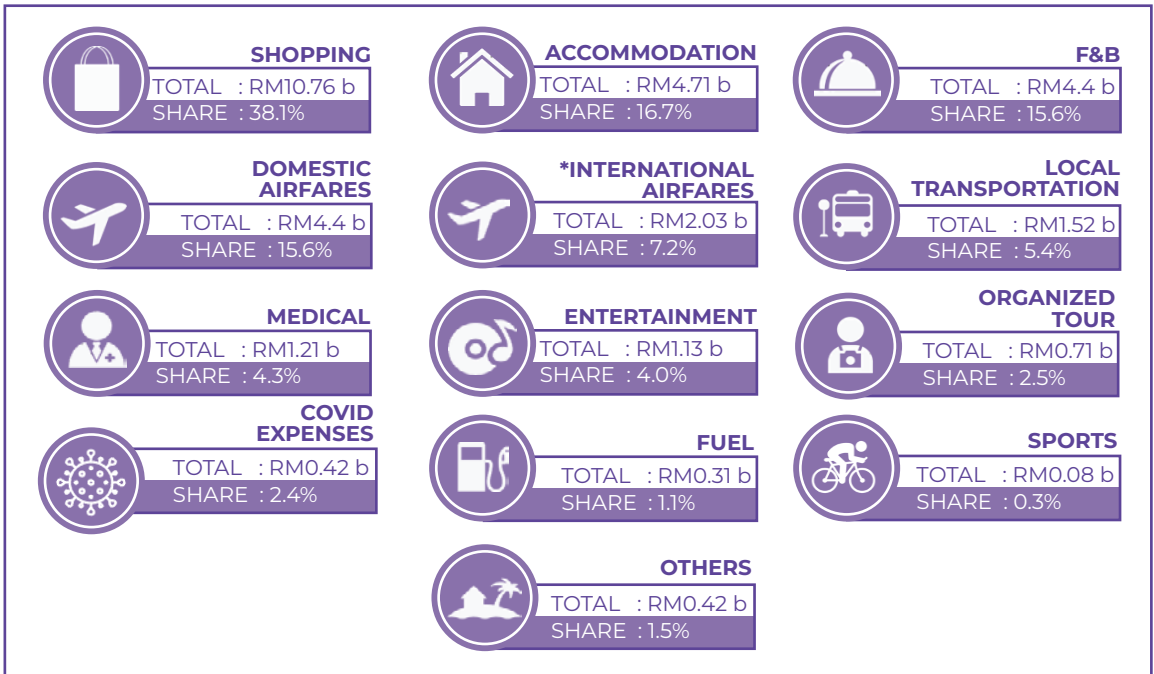 SHOPPING
TOTAL : RM10.76 b
SHARE : 38.1%
ACCOMMODATION
TOTAL : RM4.71 b
SHARE : 16.7%
F&B
TOTAL : RM4.4 b
SHARE : 15.6%
DOMESTIC
AIRFARES
TOTAL : RM4.4 b
SHARE : 15.6%
*INTERNATIONAL
AIRFARES
TOTAL : RM2.03 b
SHARE : 7.2%
LOCAL
TRANSPORTATION
TOTAL : RM1.52 b
SHARE : 5.4%
MEDICAL
TOTAL : RM1.21 b
SHARE : 4.3%
ENTERTAINMENT
TOTAL : RM1.13 b
SHARE : 4.0%
ORGANIZED
TOUR
TOTAL : RM0.71 b
SHARE : 2.5%
COVID
EXPENSES
TOTAL : RM0.42 b
SHARE : 2.4%
FUEL
TOTAL : RM0.31 b
SHARE : 1.1%
SPORTS
TOTAL : RM0.08 b
SHARE : 0.3%
OTHERS
TOTAL : RM0.42 b
SHARE : 1.5%